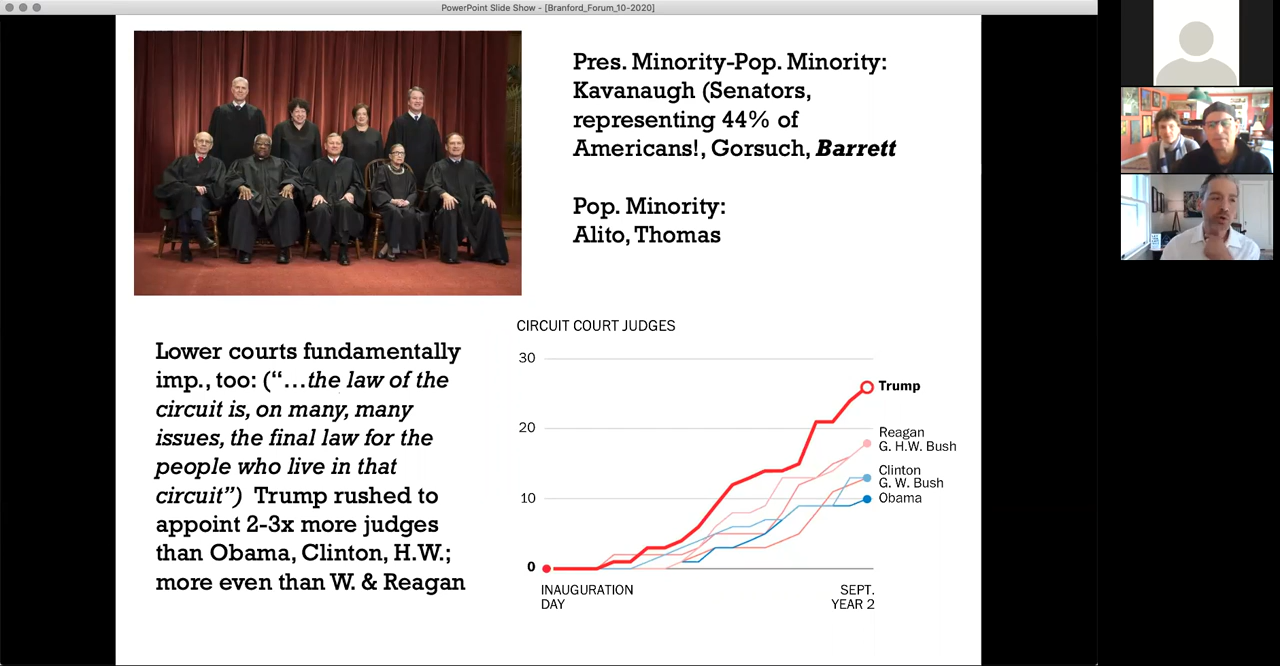 PowerPoint Slide Show - [Branford_Forum_10-2020]
Pres. Minority-Pop. Minority:
Kavanaugh (Senators,
representing 44% of
Americans!, Gorsuch, Barrett
Pop. Minority:
Alito, Thomas
Lower courts fundamentally
imp., too: (“…the law of the
circuit is, on many, many
issues, the final law for the
people who live in that
circuit”) Trump rushed to
appoint 2-3x more judges
than Obama, Clinton, H.W.;
more even than W. & Reagan
CIRCUIT COURT JUDGES
30
20
10
0
Trump
Reagan
G. H.W. Bush
Clinton
G. W. Bush
Obama
INAUGURATION
DAY
SEPT.
YEAR 2